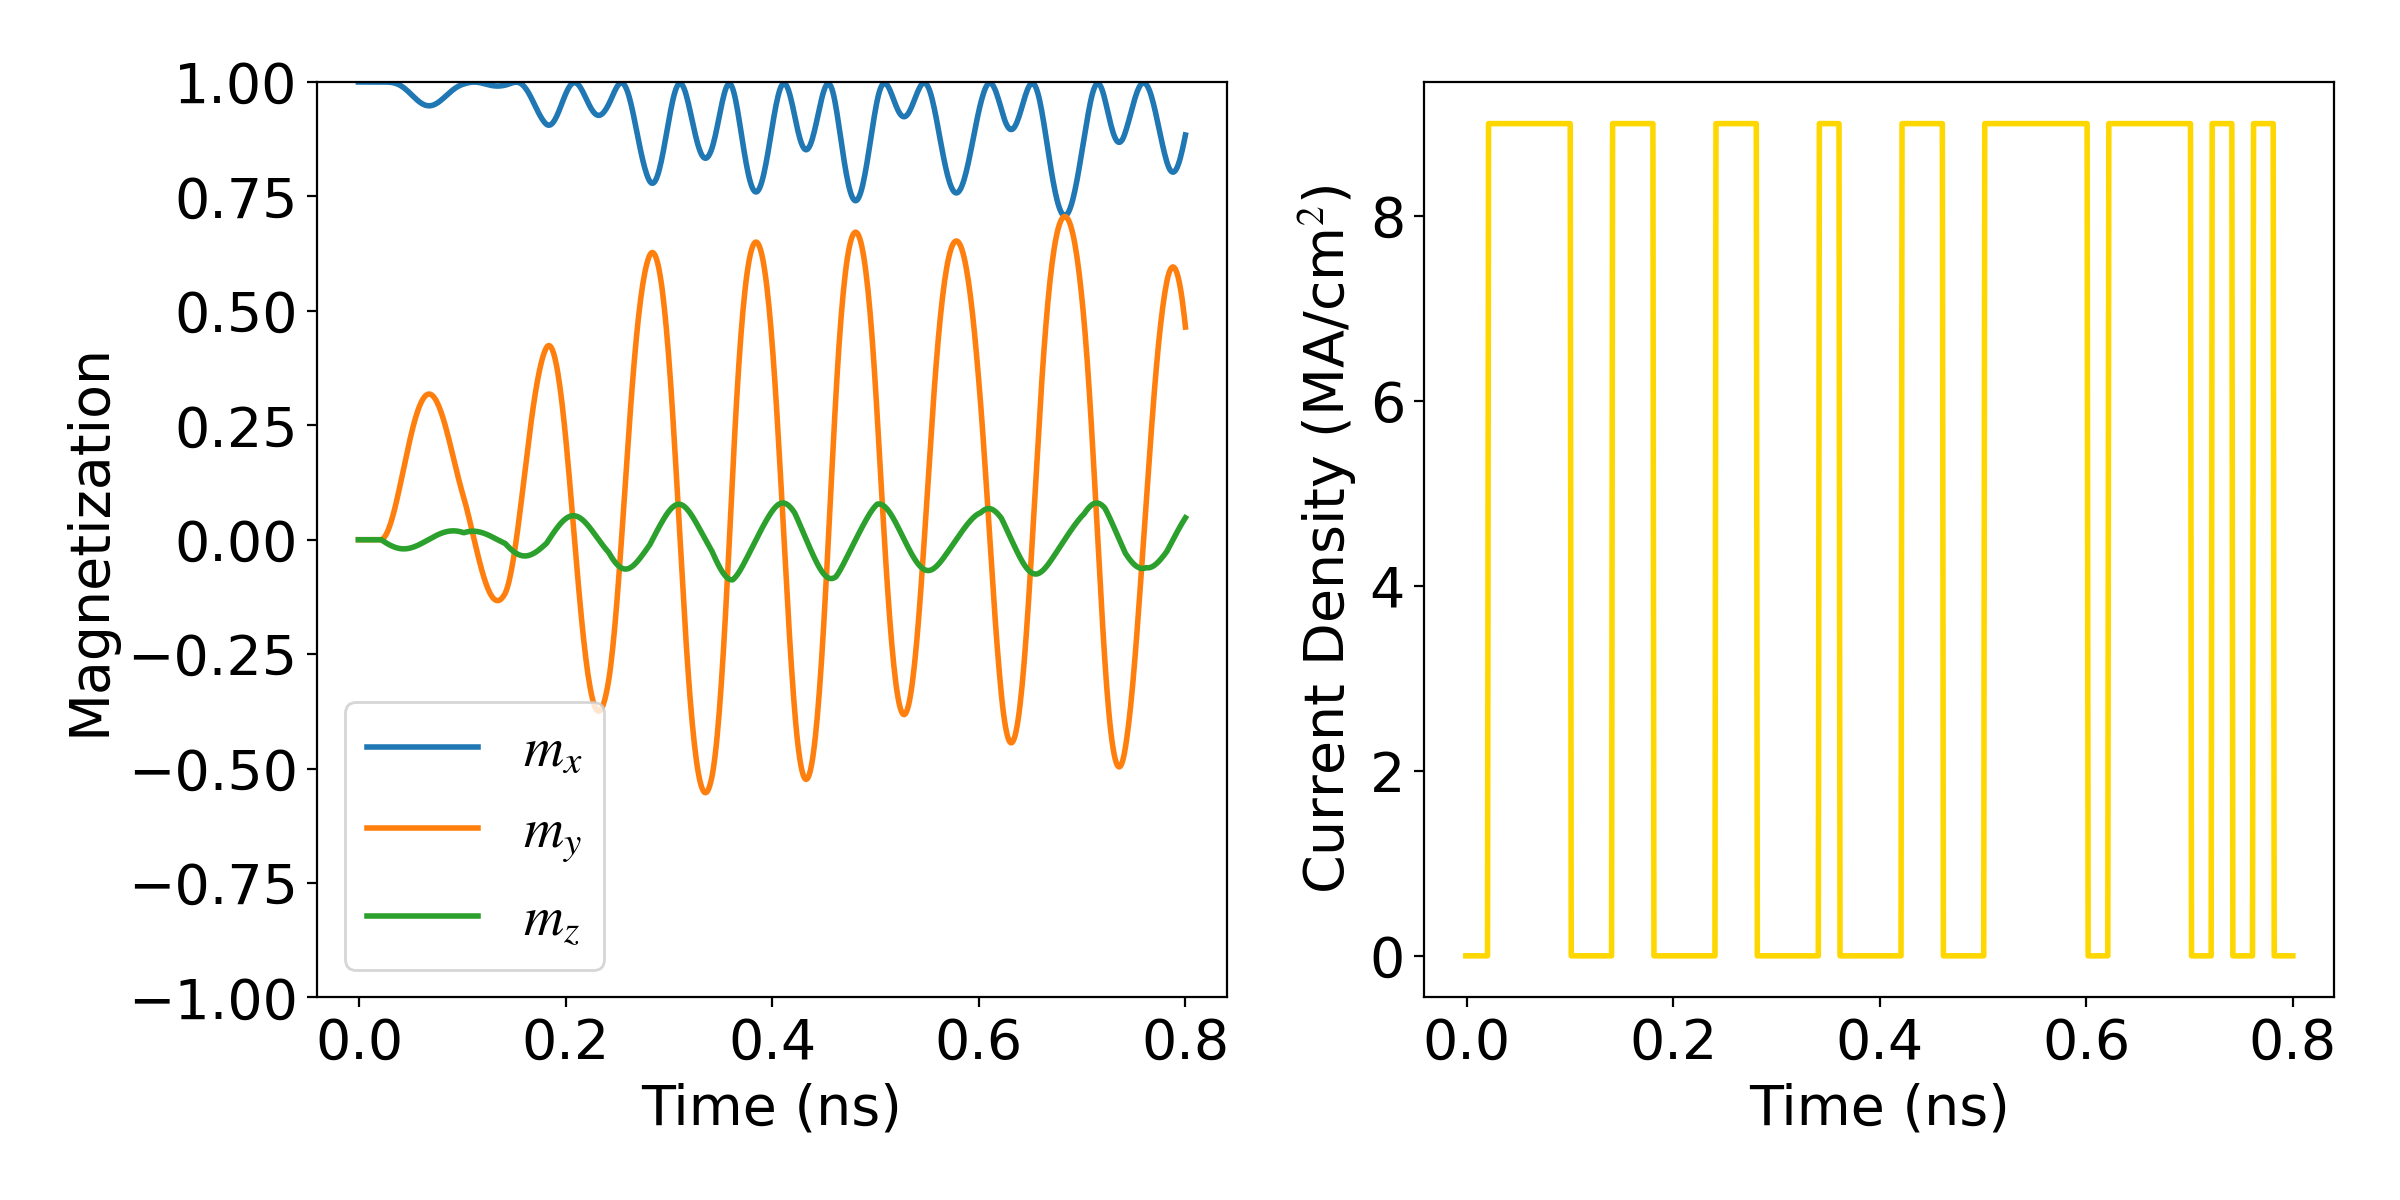 Magnetization
1.00
0.75
0.50
0.25
0.00
−0.25
−0.50
−0.75
−1.00
m_x
m_y
m_z
0.0 0.2 0.4 0.6 0.8
Time (ns)
Current Density (MA/cm²)
8
6
4
2
0
0.0 0.2 0.4 0.6 0.8
Time (ns)